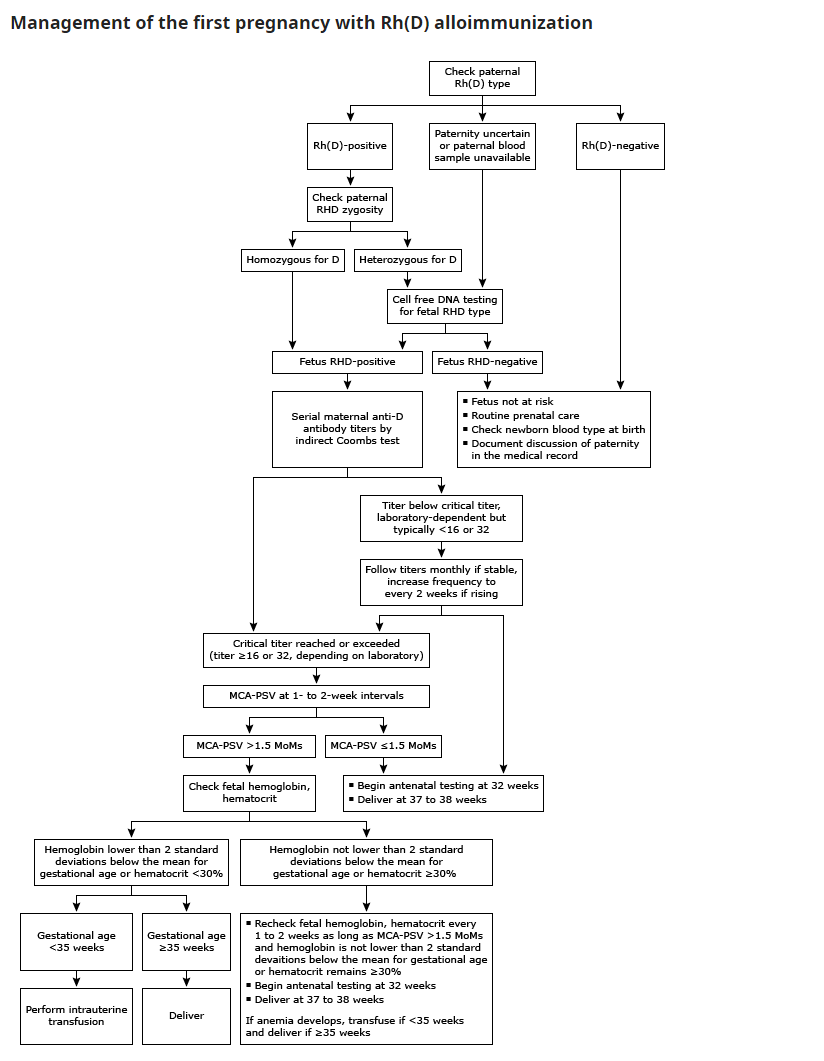 Management of the first pregnancy with Rh(D) alloimmunization
Check paternal
Rh(D) type
Rh(D)-positive
Paternity uncertain
or paternal blood
sample unavailable
Rh(D)-negative
Check paternal
RHD zygosity
Homozygous for D
Heterozygous for D
Cell free DNA testing
for fetal RHD type
Fetus RHD-positive
Fetus RHD-negative
Serial maternal anti-D
antibody titers by
indirect Coombs test
▪ Fetus not at risk
▪ Routine prenatal care
▪ Check newborn blood type at birth
▪ Document discussion of paternity
in the medical record
Titer below critical titer,
laboratory-dependent but
typically <16 or 32
Follow titers monthly if stable,
increase frequency to
every 2 weeks if rising
Critical titer reached or exceeded
(titer ≥16 or 32, depending on laboratory)
MCA-PSV at 1- to 2-week intervals
MCA-PSV >1.5 MoMs
MCA-PSV ≤1.5 MoMs
Check fetal hemoglobin,
hematocrit
▪ Begin antenatal testing at 32 weeks
▪ Deliver at 37 to 38 weeks
Hemoglobin lower than 2 standard
deviations below the mean for
gestational age or hematocrit <30%
Hemoglobin not lower than 2 standard
deviations below the mean for
gestational age or hematocrit ≥30%
Gestational age
<35 weeks
Gestational age
≥35 weeks
Perform intrauterine
transfusion
Deliver
▪ Recheck fetal hemoglobin, hematocrit every
1 to 2 weeks as long as MCA-PSV >1.5 MoMs
and hemoglobin is not lower than 2 standard
devaitions below the mean for gestational age
or hematocrit remains ≥30%
▪ Begin antenatal testing at 32 weeks
▪ Deliver at 37 to 38 weeks
If anemia develops, transfuse if <35 weeks
and deliver if ≥35 weeks